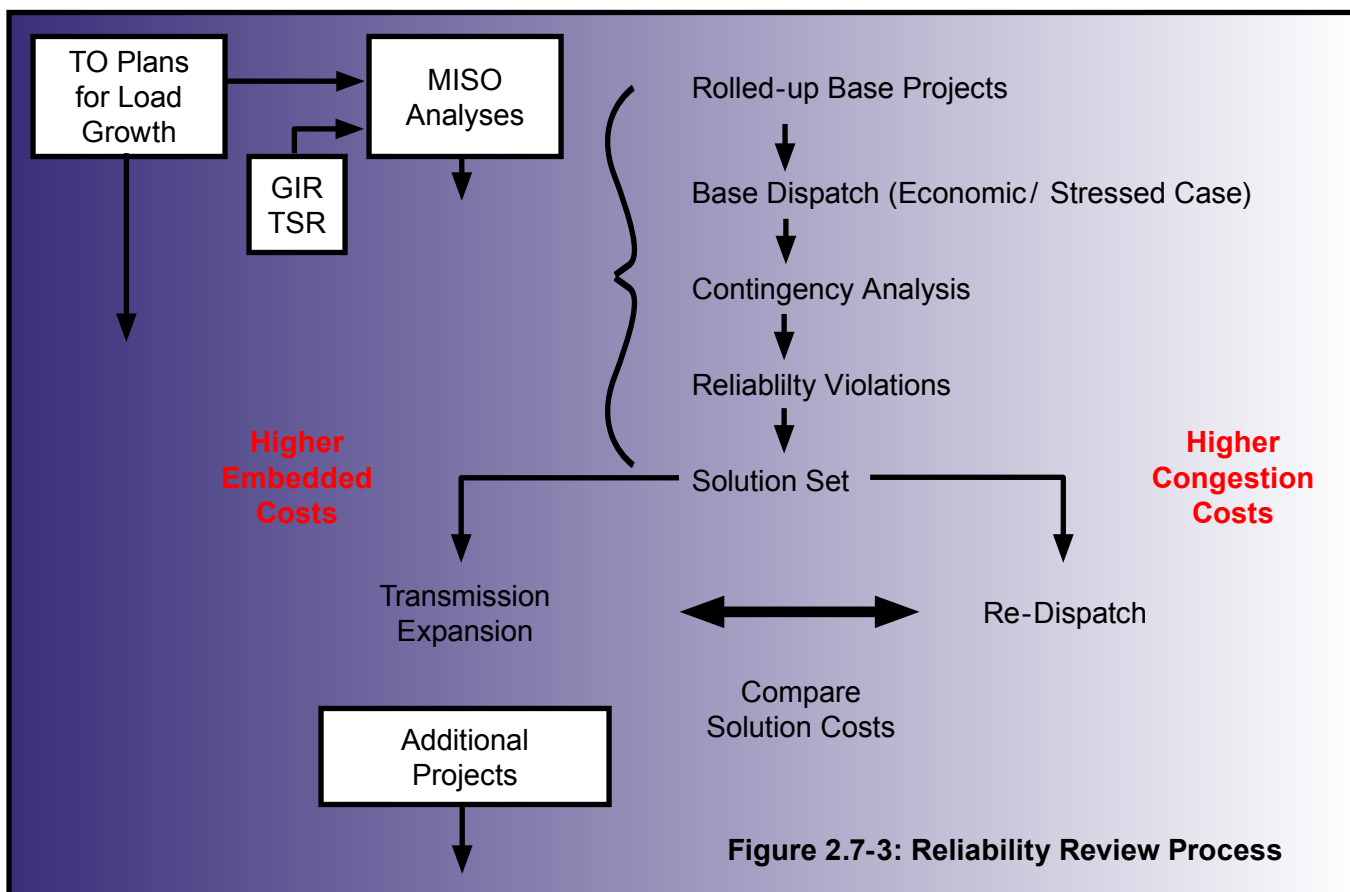 TO Plans
for Load
Growth
MISO
Analyses
GIR
TSR
Rolled-up Base Projects
Base Dispatch (Economic/ Stressed Case)
Contingency Analysis
Reliablilty Violations
Solution Set
Higher
Embedded
Costs
Higher
Congestion
Costs
Transmission
Expansion
Re-Dispatch
Compare
Solution Costs
Additional
Projects
Figure 2.7-3: Reliability Review Process